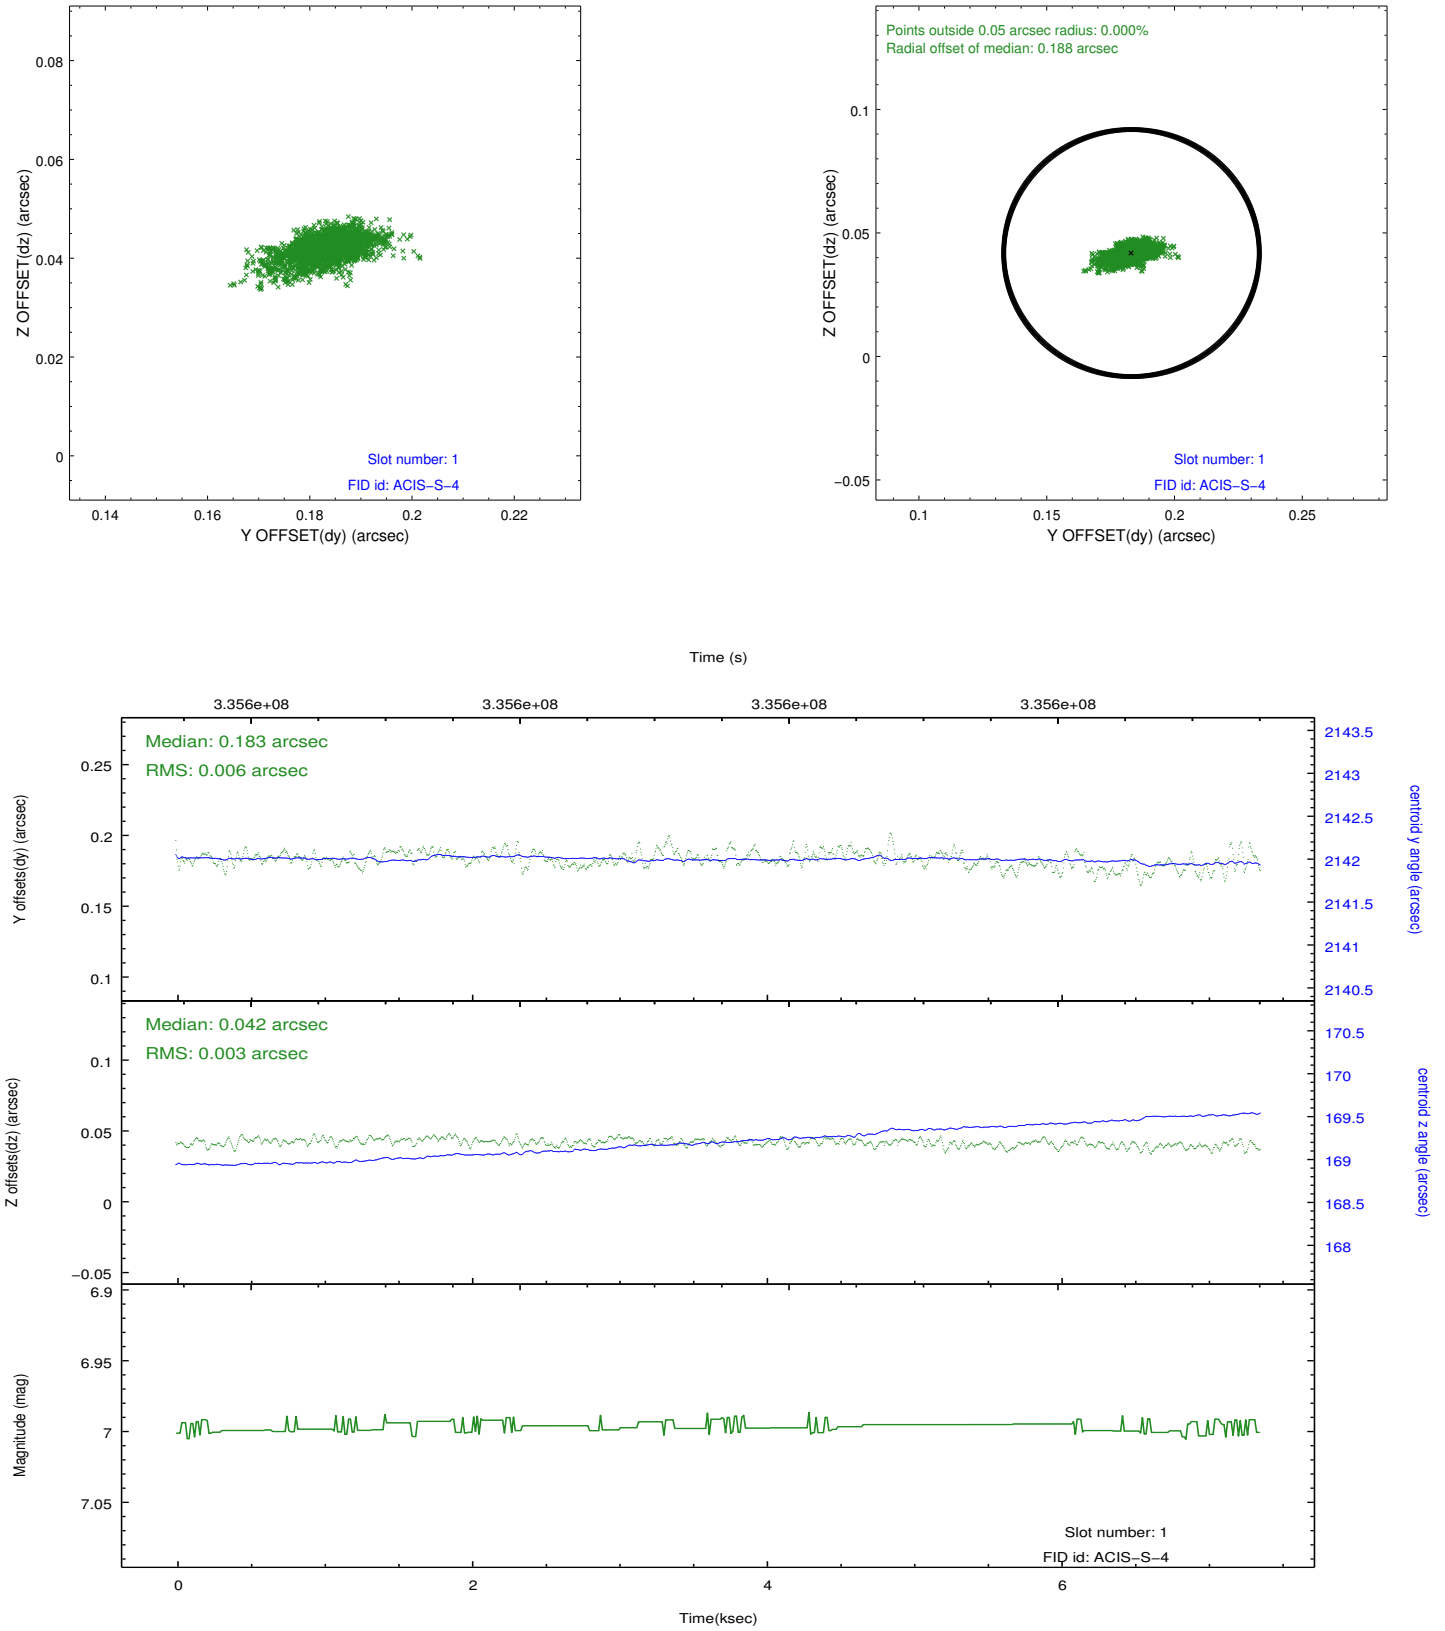 0.08
0.06
0.04
0.02
0
Z OFFSET(dz) (arcsec)
Slot number: 1
FID id: ACIS−S−4
0.14
0.16
0.18
0.2
0.22
Y OFFSET(dy) (arcsec)
Points outside 0.05 arcsec radius: 0.000%
Radial offset of median: 0.188 arcsec
0.1
0.05
0
−0.05
Z OFFSET(dz) (arcsec)
Slot number: 1
FID id: ACIS−S−4
0.1
0.15
0.2
0.25
Y OFFSET(dy) (arcsec)
Time (s)
3.356e+08
3.356e+08
3.356e+08
3.356e+08
Median: 0.183 arcsec
RMS: 0.006 arcsec
0.25
0.2
0.15
0.1
Y offsets(dy) (arcsec)
2143.5
2143
2142.5
2142
2141.5
2141
2140.5
centroid y angle (arcsec)
Median: 0.042 arcsec
RMS: 0.003 arcsec
0.1
0.05
0
−0.05
Z offsets(dz) (arcsec)
170.5
170
169.5
169
168.5
168
centroid z angle (arcsec)
6.9
6.95
7
7.05
Magnitude (mag)
Slot number: 1
FID id: ACIS−S−4
0
2
4
6
Time(ksec)